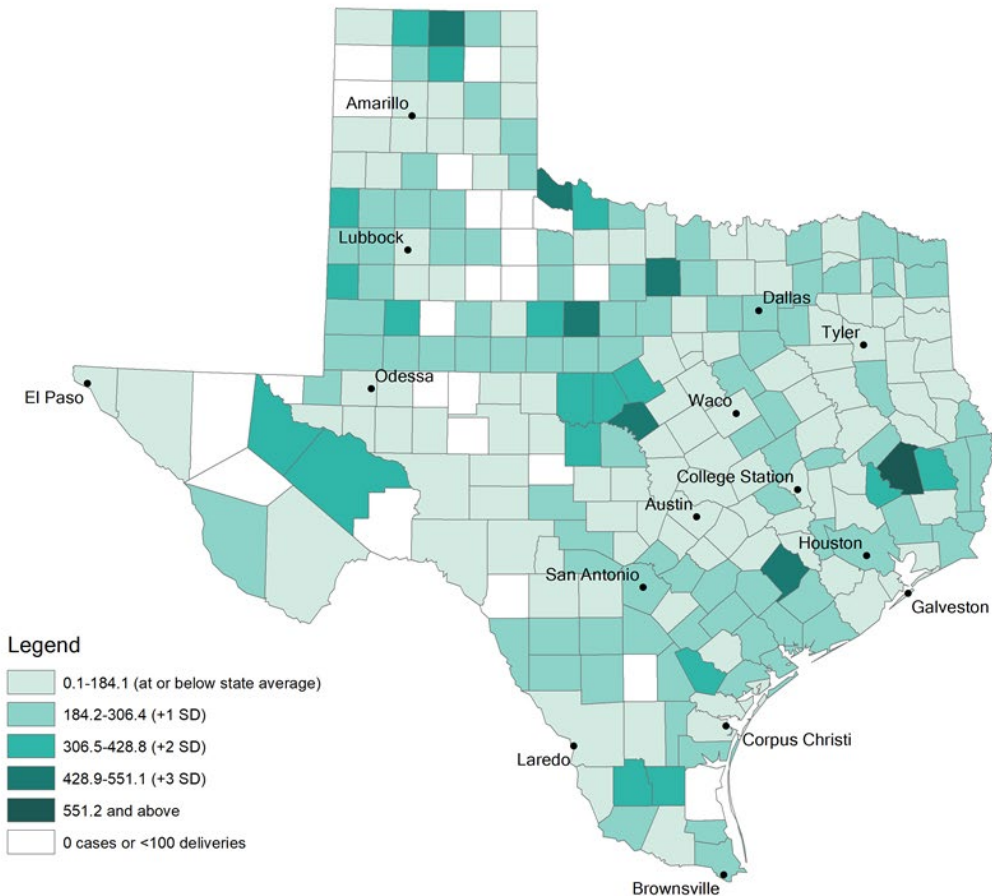 Amarillo
Lubbock
Dallas
Tyler
El Paso
Odessa
Waco
College Station
Austin
Houston
San Antonio
Galveston
Legend
0.1-184.1 (at or below state average)
184.2-306.4 (+1 SD)
306.5-428.8 (+2 SD)
Corpus Christi
Laredo
428.9-551.1 (+3 SD)
551.2 and above
0 cases or <100 deliveries
Brownsville